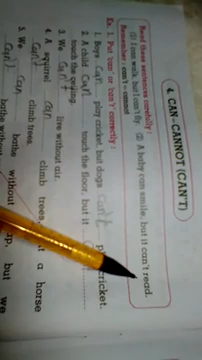 4. CAN - CANNOT (CAN'T)
Read these sentences carefully :
(1) I can walk, but I can't fly. (2) A baby can smile, but it can't read.
Remember : can't = cannot
Ex. 1. Put 'can' or 'can't' correctly :
1. Boys can play cricket, but dogs can't play cricket.
2. A child can touch the floor, but it
touch the ceiling.
3. We can't live without air.
4. A squirrel can climb trees, but a horse
can't climb trees.
5. We can bathe without soap, but we
can't bathe without